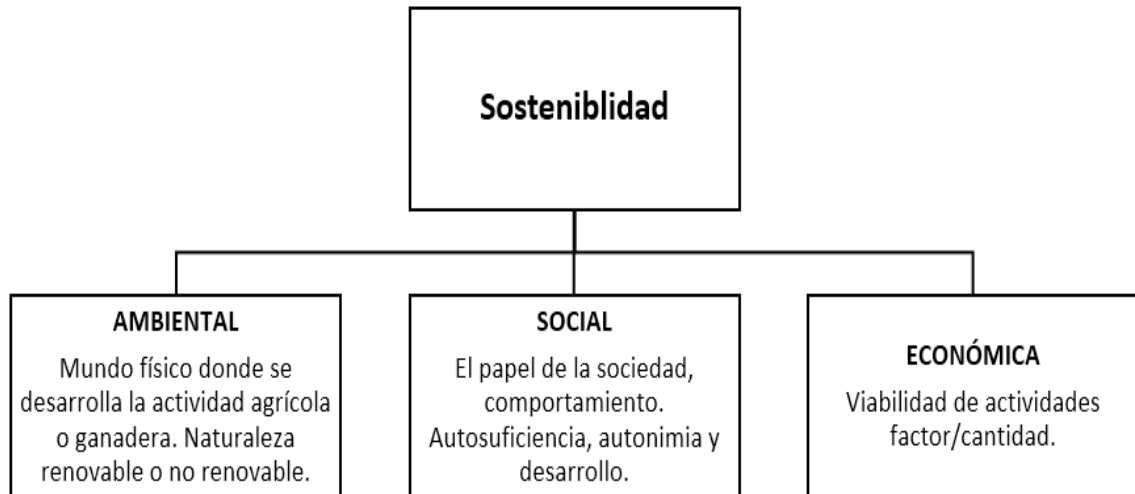 Sosteniblidad
AMBIENTAL
Mundo físico donde se
desarrolla la actividad agrícola
o ganadera. Naturaleza
renovable o no renovable.
SOCIAL
El papel de la sociedad,
comportamiento.
Autosuficiencia, autonimia y
desarrollo.
ECONÓMICA
Viabilidad de actividades
factor/cantidad.